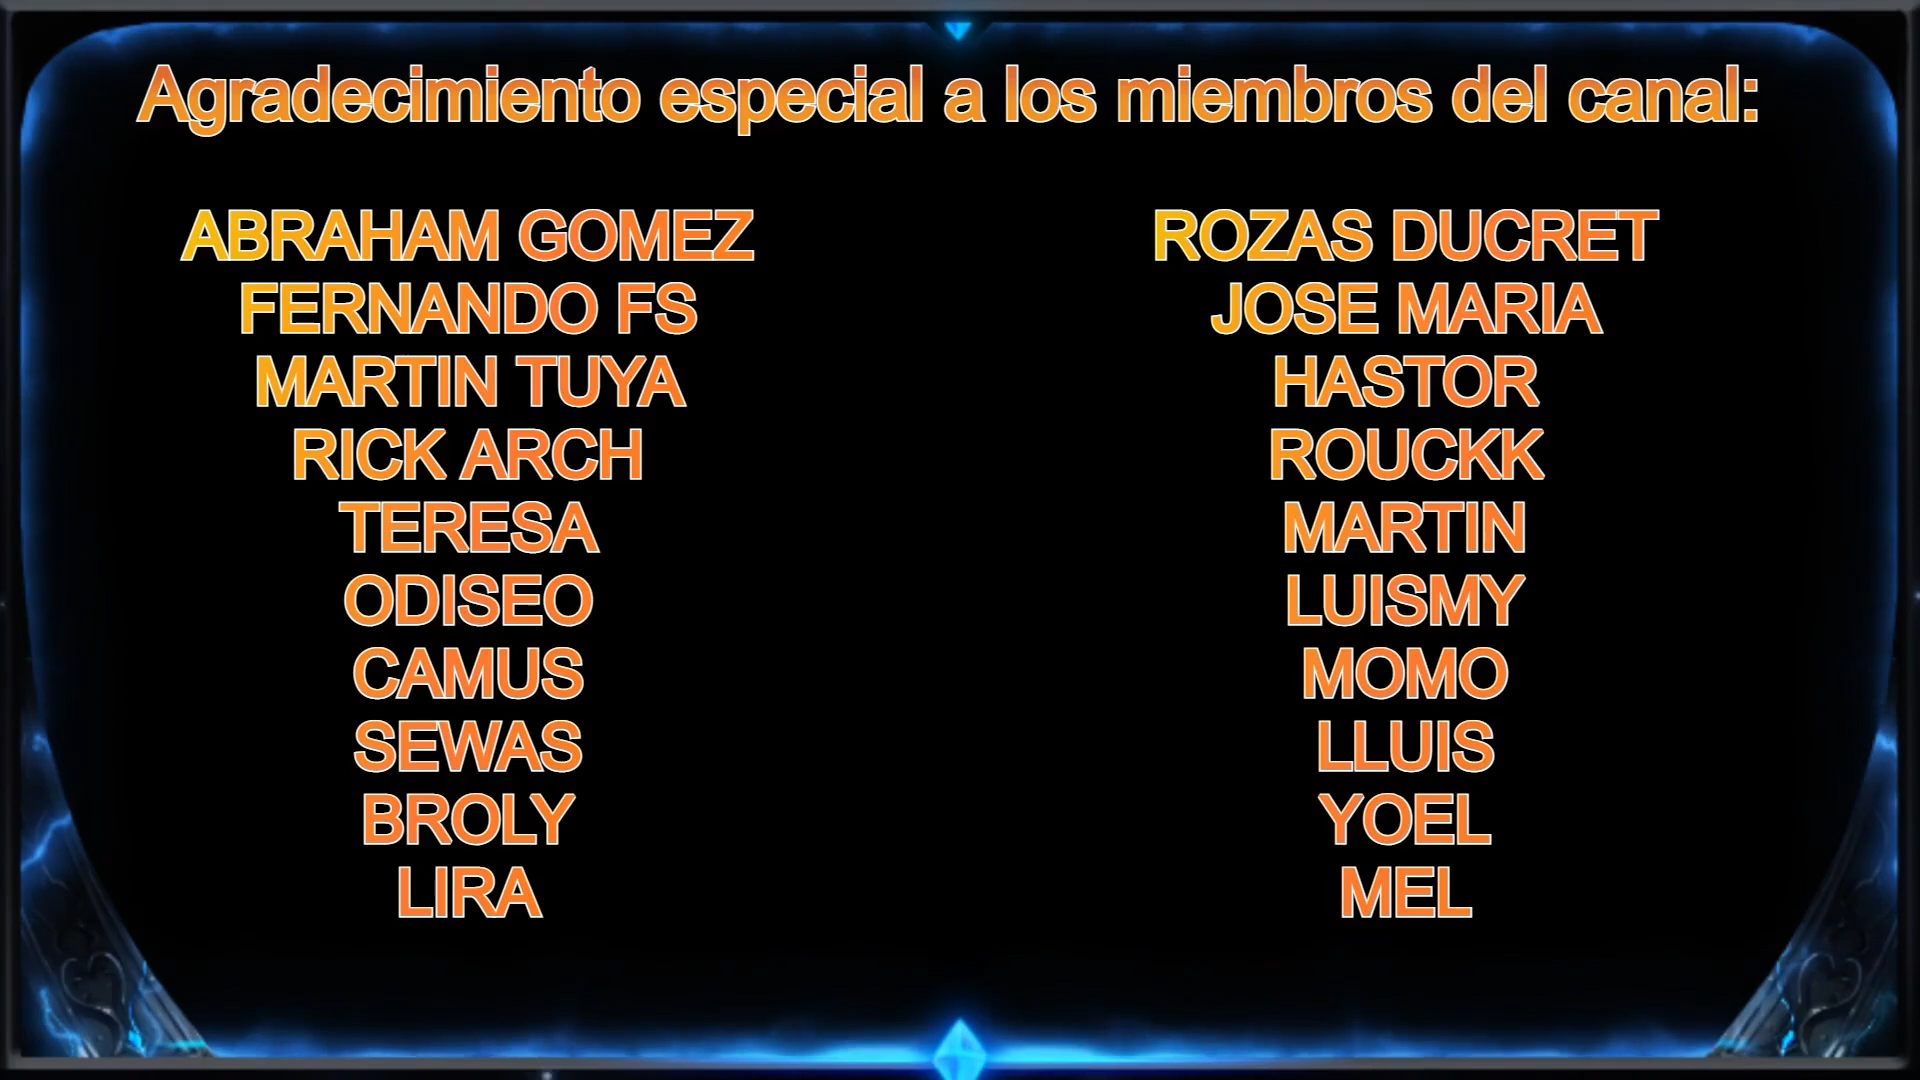 Agradecimiento especial a los miembros del canal:
ABRAHAM GOMEZ
FERNANDO FS
MARTIN TUYA
RICK ARCH
TERESA
ODISEO
CAMUS
SEWAS
BROLY
LIRA
ROZAS DUCRET
JOSE MARIA
HASTOR
ROUCKK
MARTIN
LUISMY
MOMO
LLUIS
YOEL
MEL